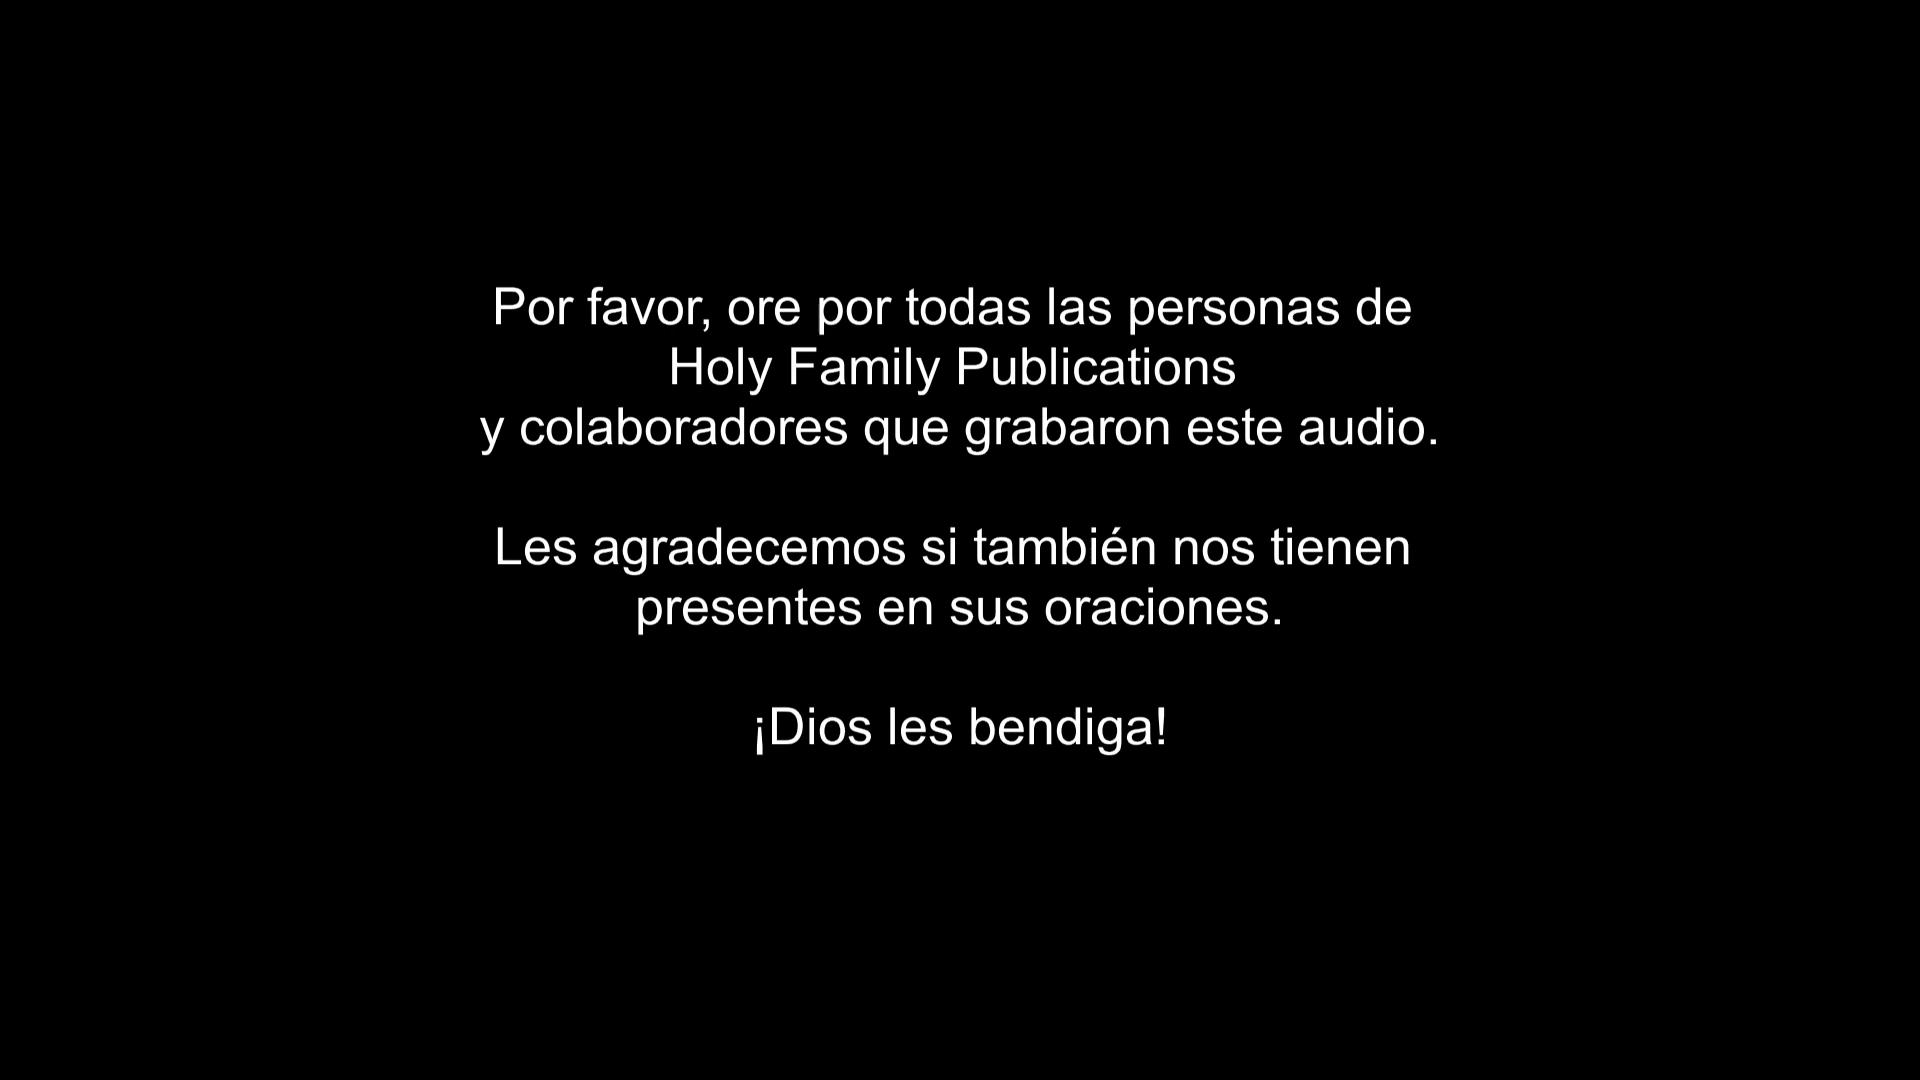 Por favor, ore por todas las personas de
Holy Family Publications
y colaboradores que grabaron este audio.
Les agradecemos si también nos tienen
presentes en sus oraciones.
¡Dios les bendiga!